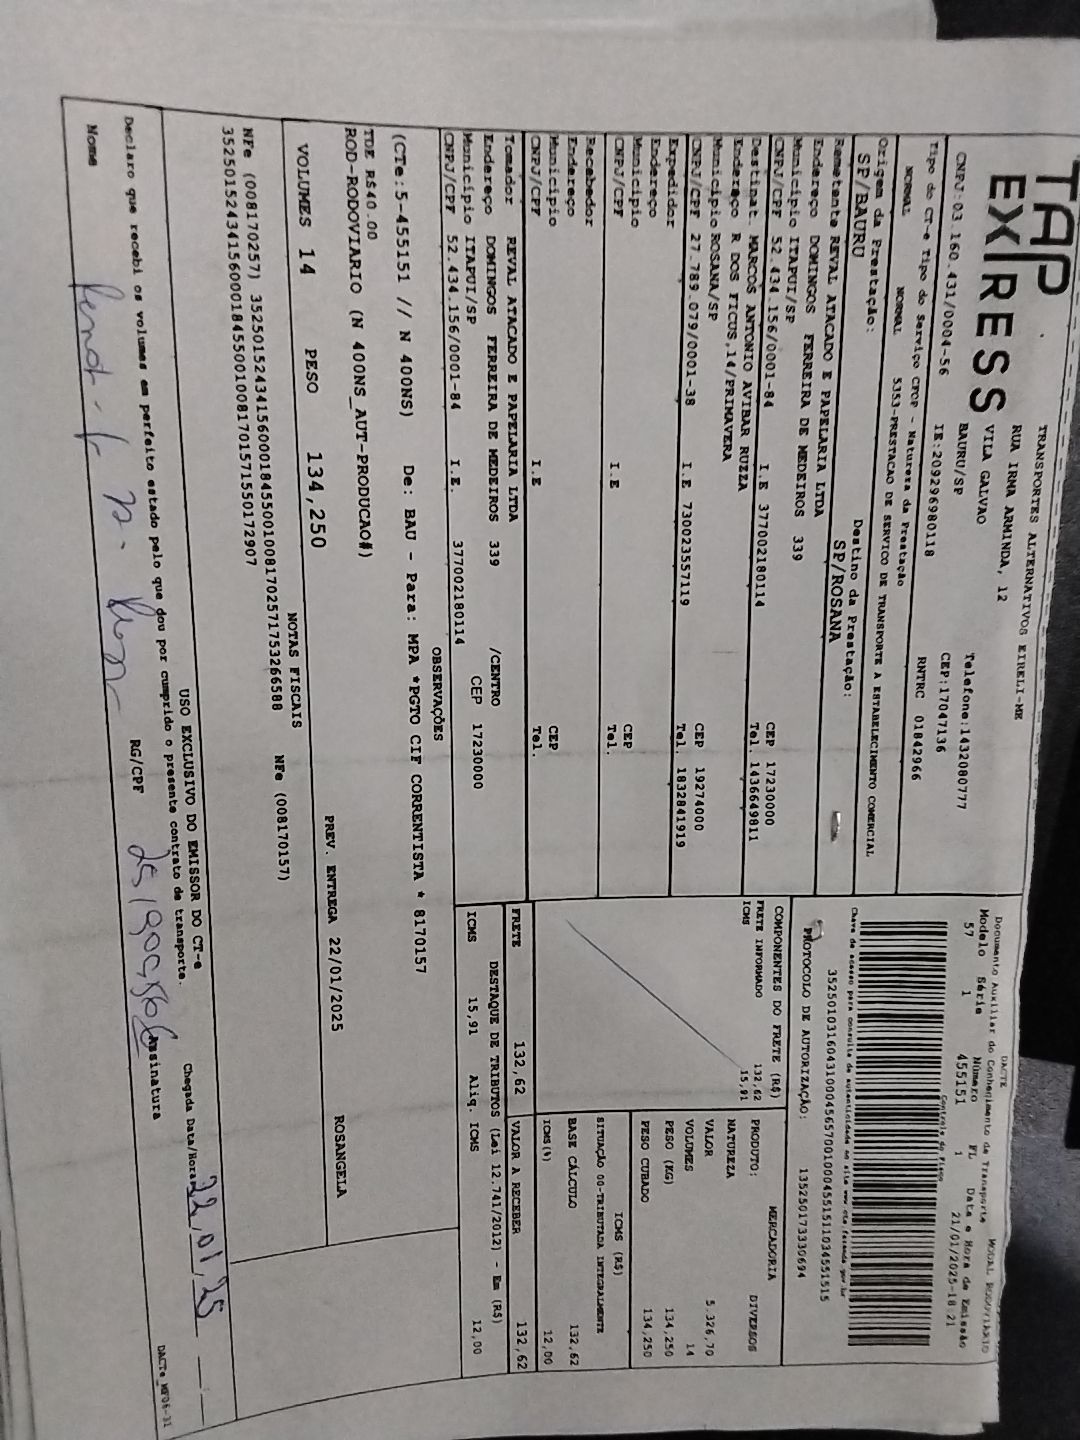 TAP
EXPRESS
TRANSPORTES ALTERNATIVOS EIRELI-ME
RUA IRMA ARMINDA, 12
VILA GALVAO
BAURU/SP
Telefone:1432080777
CEP:17047136
CNPJ:03.160.431/0004-56 IE:209296980118 RNTRC 01842966
DACTE
Documento Auxiliar do Conhecimento de Transporte MODAL RODOVIARIO
Modelo Série Número FL Data e Hora de Emissão
57 1 455151 1 21/01/2025-18:21
Controle do Fisco
Tipo do CT-e Tipo do Serviço CFOP - Natureza da Prestação
NORMAL NORMAL 5353-PRESTACAO DE SERVICO DE TRANSPORTE A ESTABELECIMENTO COMERCIAL
Chave de acesso para consulta de autenticidade no site www.cte.fazenda.gov.br
Origem da Prestação: Destino da Prestação:
SP/BAURU SP/ROSANA
PROTOCOLO DE AUTORIZAÇÃO: 135250173330694
Remetante REVAL ATACADO E PAPELARIA LTDA
Endereço DOMINGOS FERREIRA DE MEDEIROS 339
Município ITAPUI/SP CEP 17230000
CNPJ/CPF 52.434.156/0001-84 I.E 377002180114 Tel. 1436649811
Destinat. MARCOS ANTONIO AVIBAR RUZZA
Endereço R DOS FICUS,14/PRIMAVERA
Município ROSANA/SP CEP 19274000
CNPJ/CPF 27.789.079/0001-38 I.E 730023557119 Tel. 1832841919
Expedidor
Endereço
Município CEP
CNPJ/CPF I.E Tel.
Recebedor
Endereço
Município CEP
CNPJ/CPF I.E Tel.
Tomador REVAL ATACADO E PAPELARIA LTDA
Endereço DOMINGOS FERREIRA DE MEDEIROS 339 /CENTRO
Município ITAPUI/SP CEP 17230000
CNPJ/CPF 52.434.156/0001-84 I.E. 377002180114
COMPONENTES DO FRETE (R$)
FRETE INFORMADO 132,62
ICMS 15,91
MERCADORIA
PRODUTO: DIVERSOS
NATUREZA
VALOR 5.326,70
VOLUMES 14
PESO (KG) 134,250
PESO CUBADO 134,250
ICMS (R$)
SITUAÇÃO 00-TRIBUTADA INTEGRALMENTE
BASE CÁLCULO 132,62
ICMS(%) 12,00
FRETE 132,62 VALOR A RECEBER 132,62
DESTAQUE DE TRIBUTOS (Lei 12.741/2012) - Em (R$)
ICMS 15,91 Aliq. ICMS 12,00
OBSERVAÇÕES
(CTe:5-455151 // N 400NS) De: BAU - Para: MPA *PGTO CIF CORRENTISTA * 8170157
TDE R$40.00
ROD-RODOVIARIO (N 400NS_AUT-PRODUCAO#)
VOLUMES 14 PESO 134,250 PREV. ENTREGA 22/01/2025 ROSANGELA
NOTAS FISCAIS
NFe (008170257) 35250152434156000184550010081702571753266588 NFe (008170157)
35250152434156000184550010081701571550172907
USO EXCLUSIVO DO EMISSOR DO CT-e
Declaro que recebi os volumes em perfeito estado pelo que dou por cumprido o presente contrato de transporte.
Chegada Data/Hora 22,01,25
Nome RG/CPF Assinatura
DACTe_MF06-31